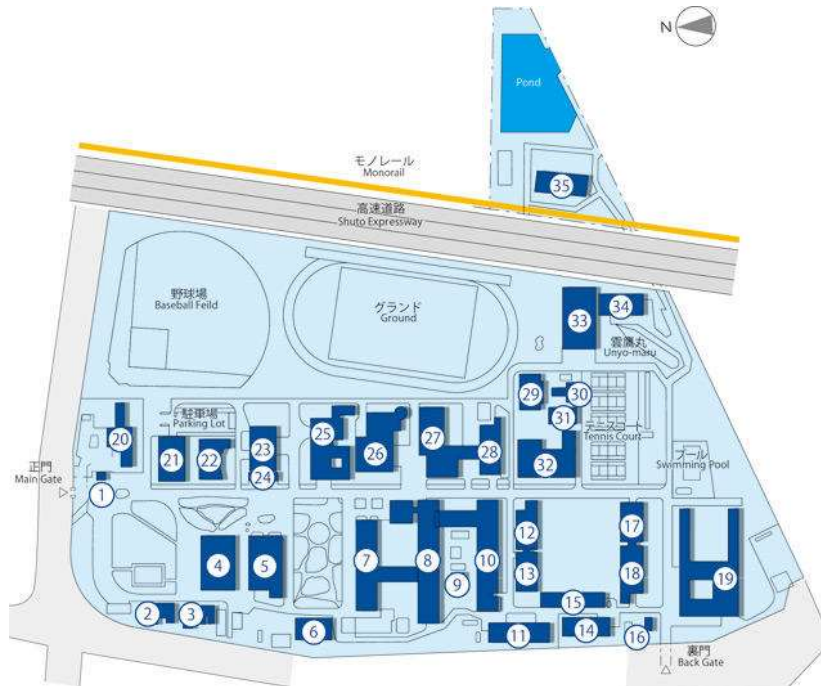 N
Pond
35
モノレール
Monorail
高速道路
Shuto Expressway
野球場
Baseball Feild
グランド
Ground
33
34
雲鷹丸
Unyo-maru
29
30
31
テニスコート
Tennis Court
駐車場
Parking Lot
20
21
22
23
24
25
26
27
28
32
プール
Swimming Pool
正門
Main Gate
1
4
5
7
8
9
10
12
13
17
18
19
2
3
6
11
15
14
16
裏門
Back Gate